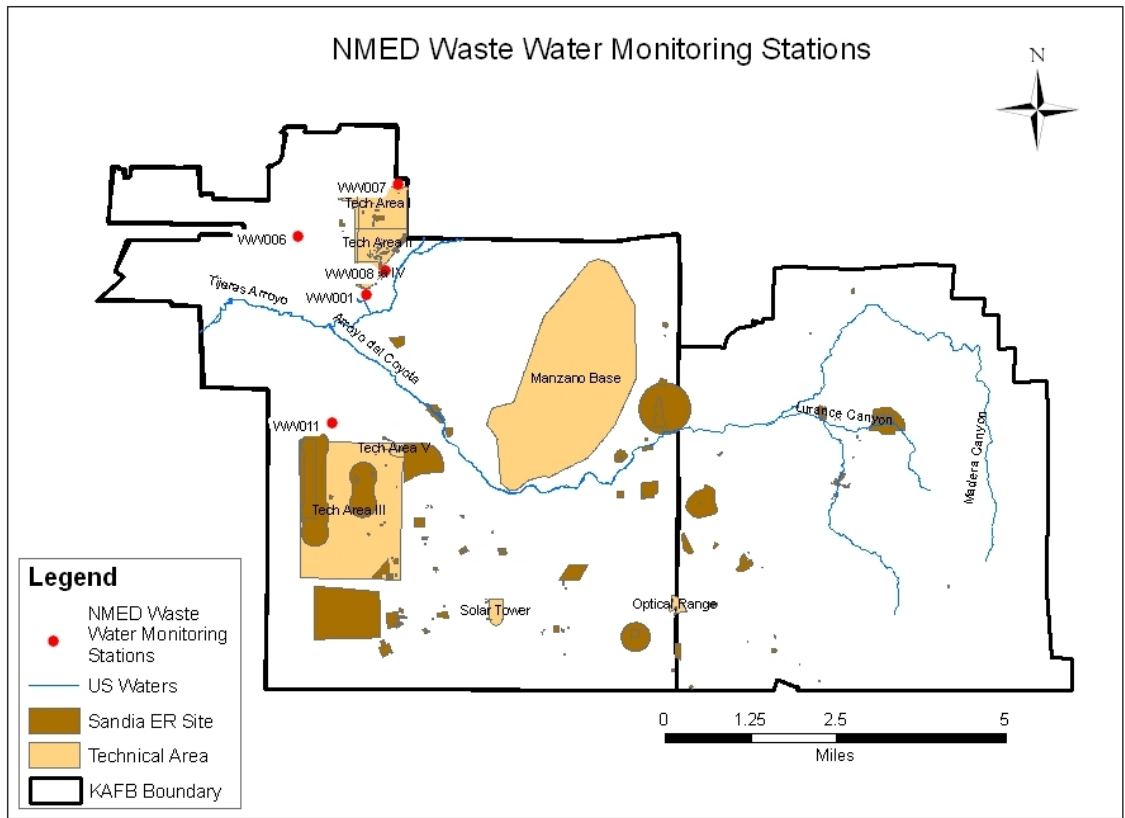 NMED Waste Water Monitoring Stations
N
WW007
Tech Area I
WW006
Tech Area II
WW008
IV
WW001
Tijeras Arroyo
Arroyo del Coyote
Manzano Base
Lurance Canyon
Madera Canyon
WW011
Tech Area V
Tech Area III
Solar Tower
Optical Range
Legend
NMED Waste
Water Monitoring
Stations
US Waters
Sandia ER Site
Technical Area
KAFB Boundary
0 1.25 2.5 5
Miles